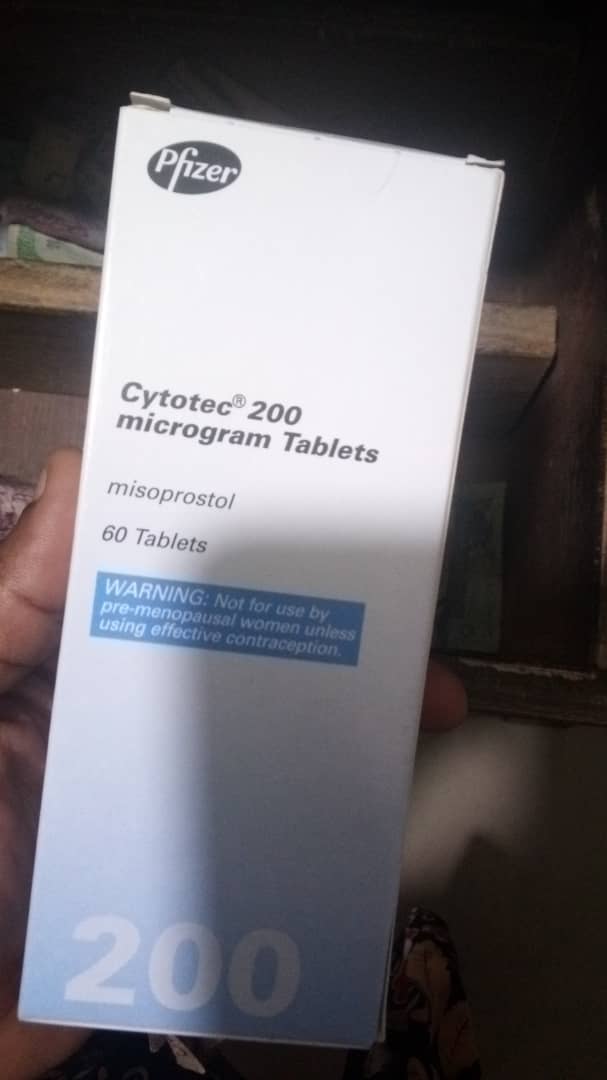 Pfizer
Cytotec® 200
microgram Tablets
misoprostol
60 Tablets
WARNING: Not for use by
pre-menopausal women unless
using effective contraception.
200